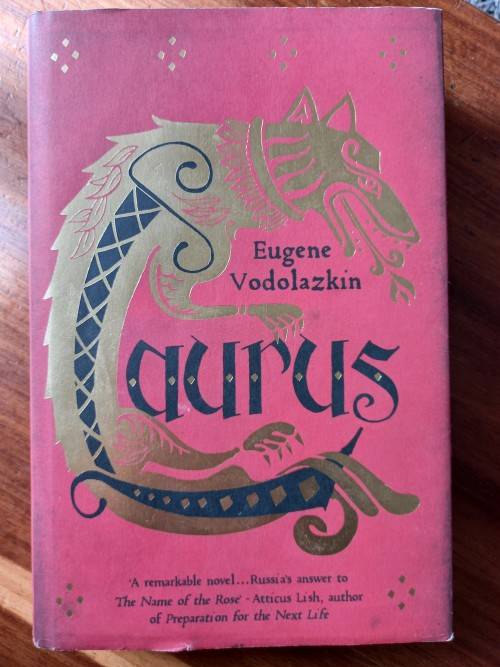 Eugene
Vodolazkin
Laurus
'A remarkable novel...Russia's answer to
The Name of the Rose' - Atticus Lish, author
of Preparation for the Next Life